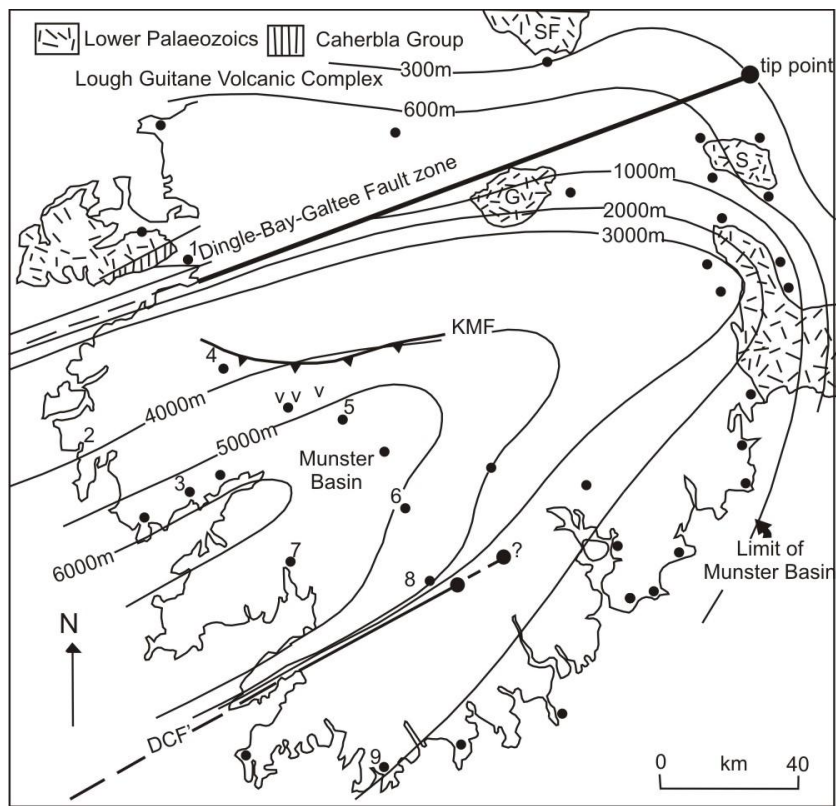 SF
Lower Palaeozoics
Caherbla Group
Lough Guitane Volcanic Complex
300m
tip point
600m
Dingle-Bay-Galtee Fault zone
S
1000m
Gv
2000m
3000m
1
KMF
4
4000m
v v v
5
2
5000m
Munster
Basin
3
6
6000m
?
7
8
Limit of
Munster Basin
N
DCF'
9
0 40
km